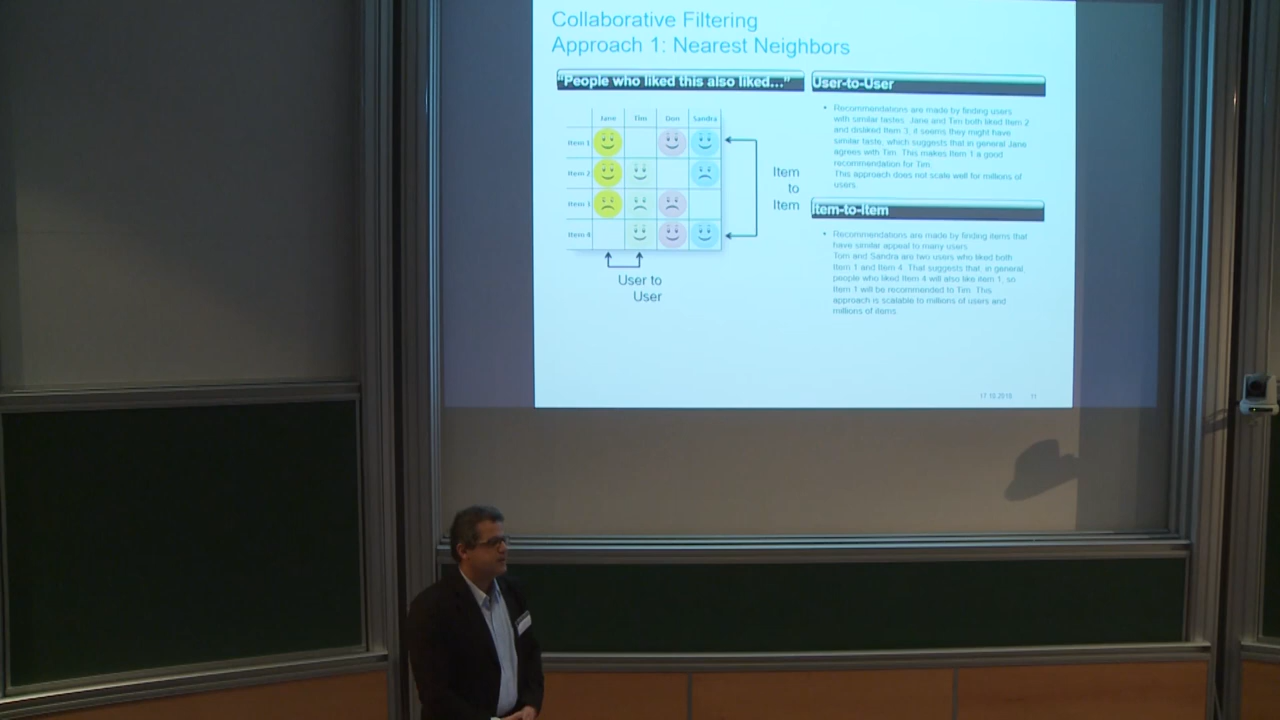 Collaborative Filtering
Approach 1: Nearest Neighbors
"People who liked this also liked..."
Jane Tim Don Sandra
Item 1
Item 2
Item 3
Item 4
Item
to
Item
User to
User
User-to-User
• Recommendations are made by finding users
with similar tastes. Jane and Tim both liked Item 2
and disliked Item 3; it seems they might have
similar taste, which suggests that in general Jane
agrees with Tim. This makes Item 1 a good
recommendation for Tim.
This approach does not scale well for millions of
users.
Item-to-Item
• Recommendations are made by finding items that
have similar appeal to many users.
Tom and Sandra are two users who liked both
Item 1 and Item 4. That suggests that, in general,
people who liked Item 4 will also like item 1, so
Item 1 will be recommended to Tim. This
approach is scalable to millions of users and
millions of items.
17.10.2018 11